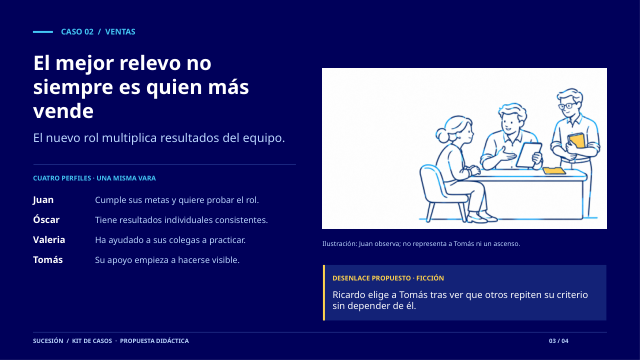 CASO 02 / VENTAS
El mejor relevo no
siempre es quien más
vende
El nuevo rol multiplica resultados del equipo.
CUATRO PERFILES · UNA MISMA VARA
Juan Cumple sus metas y quiere probar el rol.
Óscar Tiene resultados individuales consistentes.
Valeria Ha ayudado a sus colegas a practicar.
Tomás Su apoyo empieza a hacerse visible.
Ilustración: Juan observa; no representa a Tomás ni un ascenso.
DESENLACE PROPUESTO · FICCIÓN
Ricardo elige a Tomás tras ver que otros repiten su criterio
sin depender de él.
SUCESIÓN / KIT DE CASOS · PROPUESTA DIDÁCTICA
03 / 04